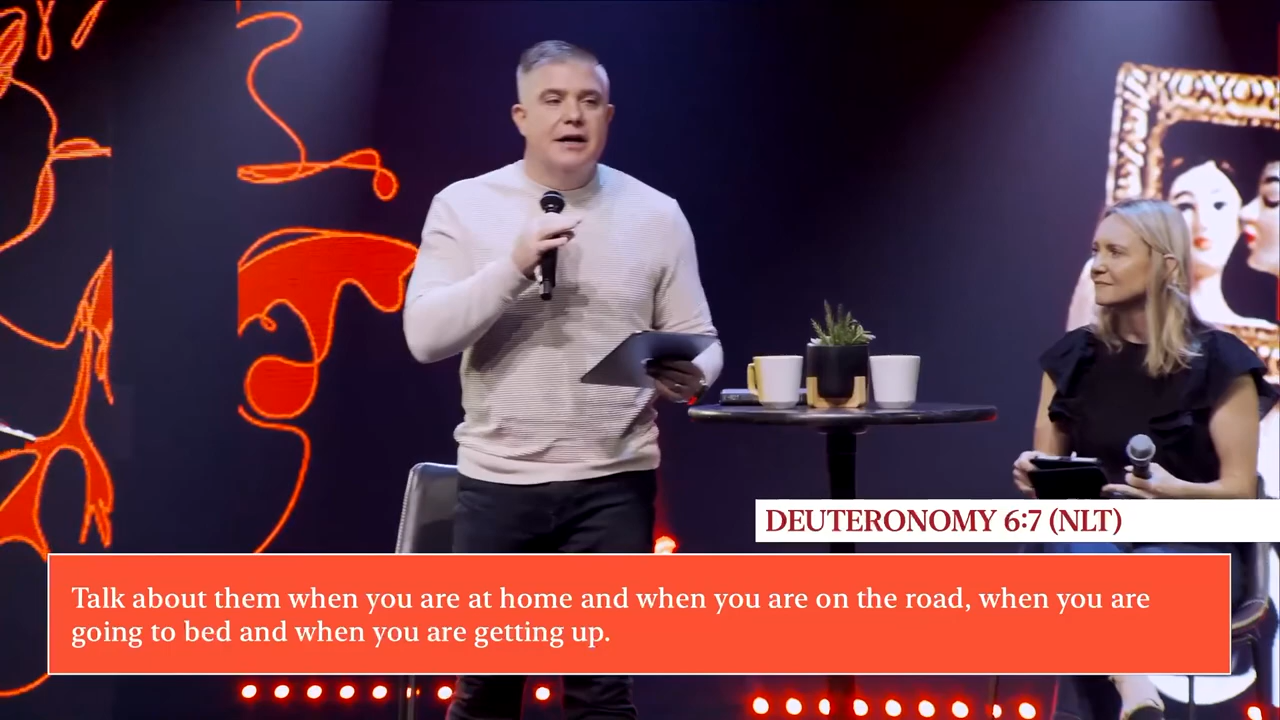 DEUTERONOMY 6:7 (NLT)
Talk about them when you are at home and when you are on the road, when you are
going to bed and when you are getting up.